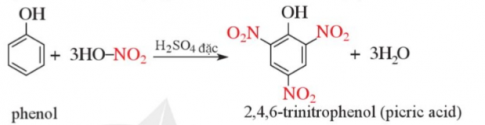 OH
+ 3HO–NO₂
H₂SO₄ đặc
OH
O₂N
NO₂
NO₂
+ 3H₂O
phenol
2,4,6-trinitrophenol (picric acid)